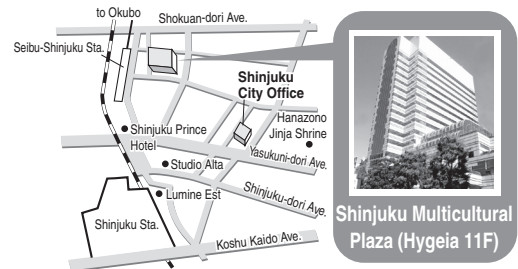 to Okubo
Shokuan-dori Ave.
Seibu-Shinjuku Sta.
Shinjuku
City Office
Hanazono
Jinja Shrine
Shinjuku Prince
Hotel
Yasukuni-dori Ave.
Studio Alta
Shinjuku-dori Ave.
Lumine Est
Shinjuku Sta.
Koshu Kaido Ave.
Shinjuku Multicultural
Plaza (Hygeia 11F)